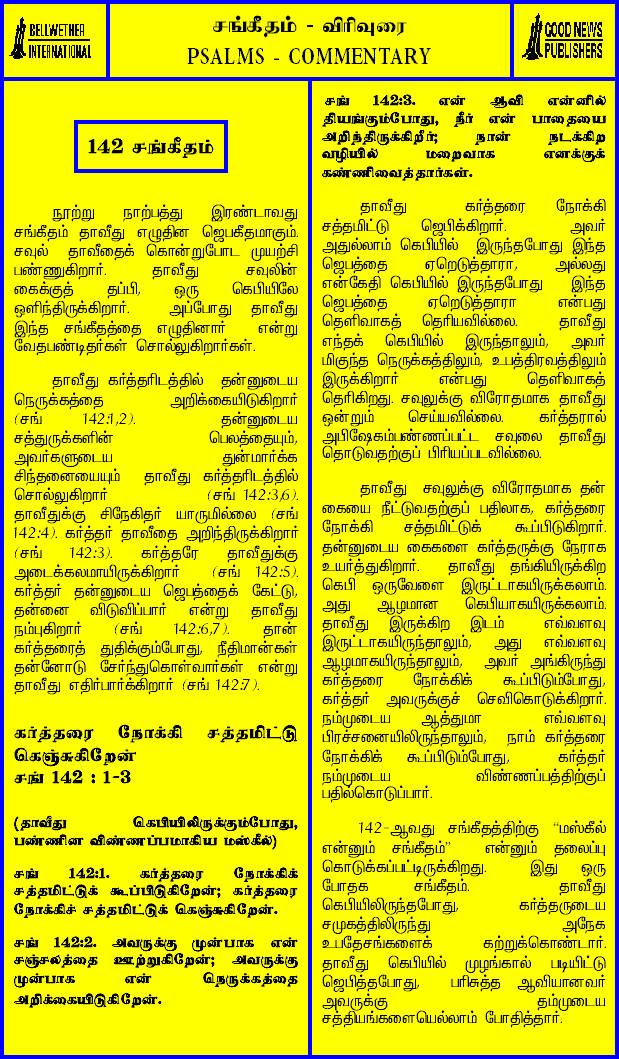 BELLWETHER
INTERNATIONAL
சங்கீதம் - விரிவுரை
PSALMS - COMMENTARY
GOOD NEWS
PUBLISHERS
142 சங்கீதம்
நூற்று நாற்பத்து இரண்டாவது
சங்கீதம் தாவீது எழுதின ஜெபகீதமாகும்.
சவுல் தாவீதைக் கொன்றுபோட முயற்சி
பண்ணுகிறார். தாவீது சவுலின்
கைக்குத் தப்பி, ஒரு கெபியிலே
ஒளிந்திருக்கிறார். அப்போது தாவீது
இந்த சங்கீதத்தை எழுதினார் என்று
வேதபண்டிதர்கள் சொல்லுகிறார்கள்.
தாவீது கர்த்தரிடத்தில் தன்னுடைய
நெருக்கத்தை அறிக்கையிடுகிறார்
(சங் 142:1,2). தன்னுடைய
சத்துருக்களின் பெலத்தையும்,
அவர்களுடைய துன்மார்க்க
சிந்தனையையும் தாவீது கர்த்தரிடத்தில்
சொல்லுகிறார் (சங் 142:3,6).
தாவீதுக்கு சிநேகிதர் யாருமில்லை (சங்
142:4). கர்த்தர் தாவீதை அறிந்திருக்கிறார்
(சங் 142:3). கர்த்தரே தாவீதுக்கு
அடைக்கலமாயிருக்கிறார் (சங் 142:5).
கர்த்தர் தன்னுடைய ஜெபத்தைக் கேட்டு,
தன்னை விடுவிப்பார் என்று தாவீது
நம்புகிறார் (சங் 142:6,7). தான்
கர்த்தரைத் துதிக்கும்போது, நீதிமான்கள்
தன்னோடு சேர்ந்துகொள்வார்கள் என்று
தாவீது எதிர்பார்க்கிறார் (சங் 142:7).
கர்த்தரை நோக்கி சத்தமிட்டு
கெஞ்சுகிறேன்
சங் 142 : 1-3
(தாவீது கெபியிலிருக்கும்போது,
பண்ணின விண்ணப்பமாகிய மஸ்கீல்)
சங் 142:1. கர்த்தரை நோக்கிக்
சத்தமிட்டுக் கூப்பிடுகிறேன்; கர்த்தரை
நோக்கிச் சத்தமிட்டுக் கெஞ்சுகிறேன்.
சங் 142:2. அவருக்கு முன்பாக என்
சஞ்சலத்தை ஊற்றுகிறேன்; அவருக்கு
முன்பாக என் நெருக்கத்தை
அறிக்கையிடுகிறேன்.
சங் 142:3. என் ஆவி என்னில்
தியங்கும்போது, நீர் என் பாதையை
அறிந்திருக்கிறீர்; நான் நடக்கிற
வழியில் மறைவாக எனக்குக்
கண்ணிவைத்தார்கள்.
தாவீது கர்த்தரை நோக்கி
சத்தமிட்டு ஜெபிக்கிறார். அவர்
அதுல்லாம் கெபியில் இருந்தபோது இந்த
ஜெபத்தை ஏறெடுத்தாரா, அல்லது
என்கேதி கெபியில் இருந்தபோது இந்த
ஜெபத்தை ஏறெடுத்தாரா என்பது
தெளிவாகத் தெரியவில்லை. தாவீது
எந்தக் கெபியில் இருந்தாலும், அவர்
மிகுந்த நெருக்கத்திலும், உபத்திரவத்திலும்
இருக்கிறார் என்பது தெளிவாகத்
தெரிகிறது. சவுலுக்கு விரோதமாக தாவீது
ஒன்றும் செய்யவில்லை. கர்த்தரால்
அபிஷேகம்பண்ணப்பட்ட சவுலை தாவீது
தொடுவதற்குப் பிரியப்படவில்லை.
தாவீது சவுலுக்கு விரோதமாக தன்
கையை நீட்டுவதற்குப் பதிலாக, கர்த்தரை
நோக்கி சத்தமிட்டுக் கூப்பிடுகிறார்.
தன்னுடைய கைகளை கர்த்தருக்கு நேராக
உயர்த்துகிறார். தாவீது தங்கியிருக்கிற
கெபி ஒருவேளை இருட்டாகயிருக்கலாம்.
அது ஆழமான கெபியாகயிருக்கலாம்.
தாவீது இருக்கிற இடம் எவ்வளவு
இருட்டாகயிருந்தாலும், அது எவ்வளவு
ஆழமாகயிருந்தாலும், அவர் அங்கிருந்து
கர்த்தரை நோக்கிக் கூப்பிடும்போது,
கர்த்தர் அவருக்குச் செவிகொடுக்கிறார்.
நம்முடைய ஆத்துமா எவ்வளவு
பிரச்சனையிலிருந்தாலும், நாம் கர்த்தரை
நோக்கிக் கூப்பிடும்போது, கர்த்தர்
நம்முடைய விண்ணப்பத்திற்குப்
பதில்கொடுப்பார்.
142-ஆவது சங்கீதத்திற்கு "மஸ்கீல்
என்னும் சங்கீதம்" என்னும் தலைப்பு
கொடுக்கப்பட்டிருக்கிறது. இது ஒரு
போதக சங்கீதம். தாவீது
கெபியிலிருந்தபோது, கர்த்தருடைய
சமுகத்திலிருந்து அநேக
உபதேசங்களைக் கற்றுக்கொண்டார்.
தாவீது கெபியில் முழங்கால் படியிட்டு
ஜெபித்தபோது, பரிசுத்த ஆவியானவர்
அவருக்கு தம்முடைய
சத்தியங்களையெல்லாம் போதித்தார்.